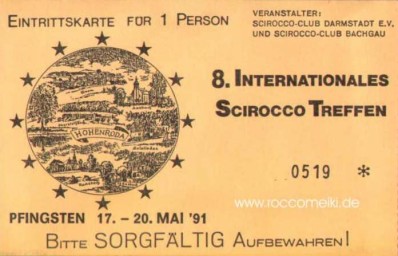 EINTRITTSKARTE FÜR 1 PERSON
VERANSTALTER:
SCIROCCO-CLUB DARMSTADT E.V.
UND SCIROCCO-CLUB BACHGAU
8. INTERNATIONALES
SCIROCCO TREFFEN
HOHENRODA
0519 *
www.roccomeiki.de
PFINGSTEN 17. – 20. MAI '91
BITTE SORGFÄLTIG AUFBEWAHREN!